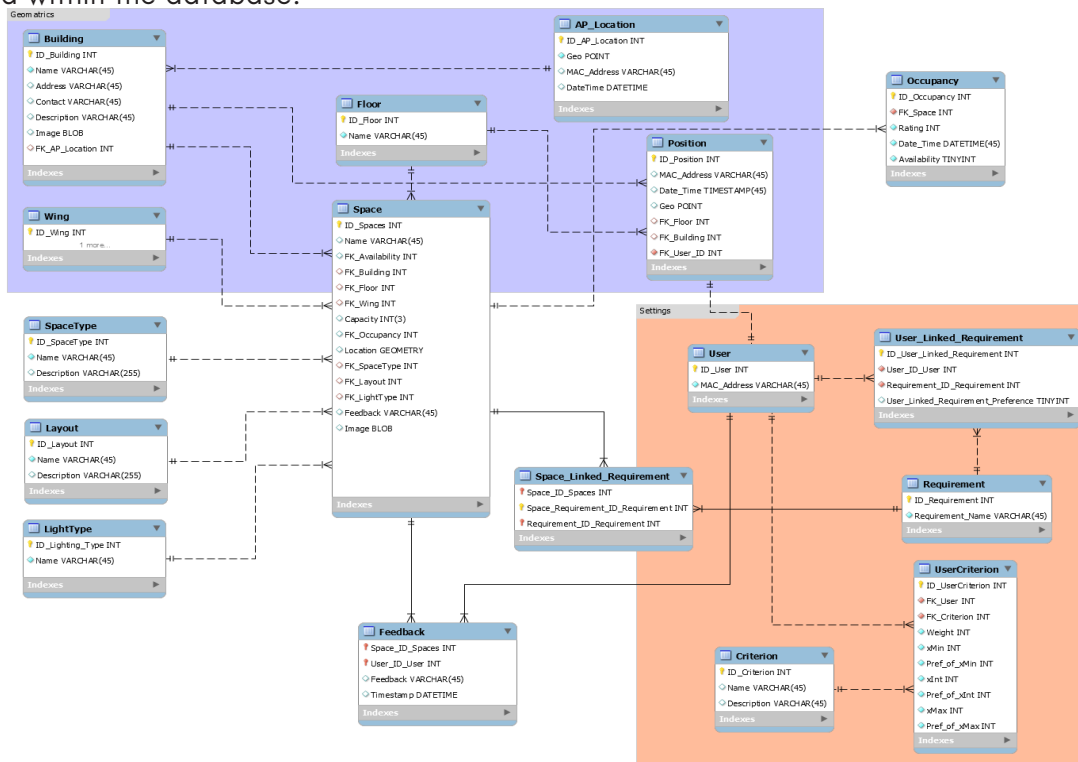 d within the database.
Geomatrics
Building
ID_Building INT
Name VARCHAR(45)
Address VARCHAR(45)
Contact VARCHAR(45)
Description VARCHAR(45)
Image BLOB
FK_AP_Location INT
Indexes
Wing
ID_Wing INT
1 more...
Indexes
SpaceType
ID_SpaceType INT
Name VARCHAR(45)
Description VARCHAR(255)
Indexes
Layout
ID_Layout INT
Name VARCHAR(45)
Description VARCHAR(255)
Indexes
LightType
ID_Lighting_Type INT
Name VARCHAR(45)
Indexes
Floor
ID_Floor INT
Name VARCHAR(45)
Indexes
Space
ID_Spaces INT
Name VARCHAR(45)
FK_Availability INT
FK_Building INT
FK_Floor INT
FK_Wing INT
Capacity INT(3)
FK_Occupancy INT
Location GEOMETRY
FK_SpaceType INT
FK_Layout INT
FK_LightType INT
Feedback VARCHAR(45)
Image BLOB
Indexes
Feedback
Space_ID_Spaces INT
User_ID_User INT
Feedback VARCHAR(45)
Timestamp DATETIME
Indexes
AP_Location
ID_AP_Location INT
Geo POINT
MAC_Address VARCHAR(45)
DateTime DATETIME
Indexes
Position
ID_Position INT
MAC_Address VARCHAR(45)
Date_Time TIMESTAMP(45)
Geo POINT
FK_Floor INT
FK_Building INT
FK_User_ID INT
Indexes
Occupancy
ID_Occupancy INT
FK_Space INT
Rating INT
Date_Time DATETIME(45)
Availability TINYINT
Indexes
Settings
User
ID_User INT
MAC_Address VARCHAR(45)
Indexes
User_Linked_Requirement
ID_User_Linked_Requirement INT
User_ID_User INT
Requirement_ID_Requirement INT
User_Linked_Requirement_Preference TINYINT
Indexes
Space_Linked_Requirement
Space_ID_Spaces INT
Space_Requirement_ID_Requirement INT
Requirement_ID_Requirement INT
Indexes
Requirement
ID_Requirement INT
Requirement_Name VARCHAR(45)
Indexes
UserCriterion
ID_UserCriterion INT
FK_User INT
FK_Criterion INT
Weight INT
xMin INT
Pref_of_xMin INT
xInt INT
Pref_of_xInt INT
xMax INT
Pref_of_xMax INT
Indexes
Criterion
ID_Criterion INT
Name VARCHAR(45)
Description VARCHAR(45)
Indexes